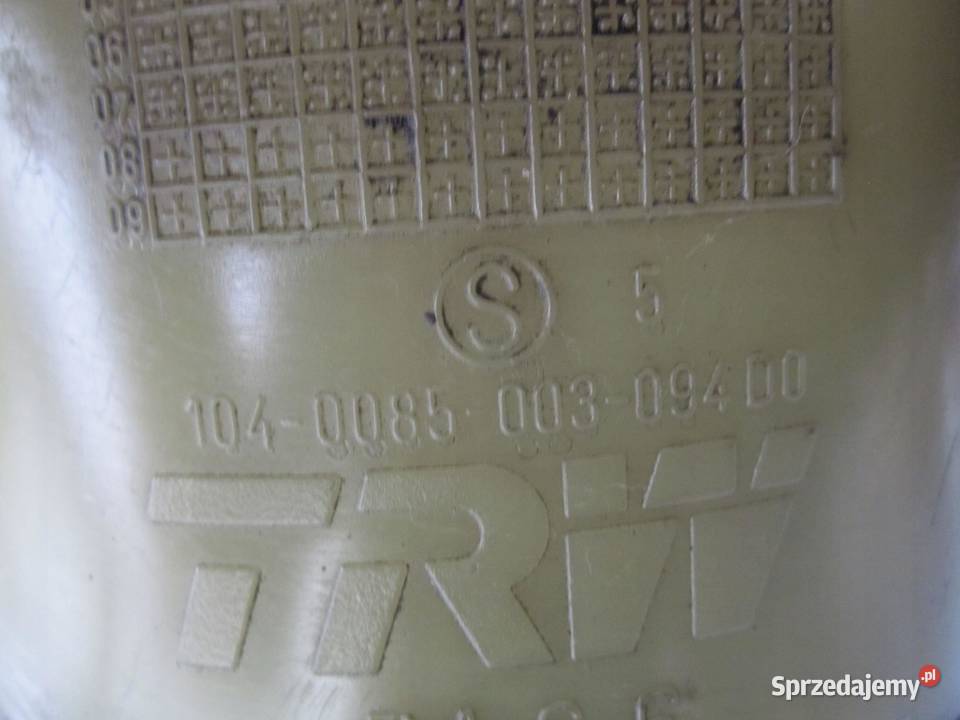 06
07
08
09
S 5
104-0085 003-094 D0
TRW
Sprzedajemy.pl